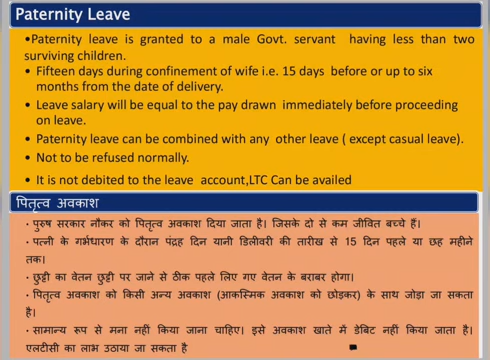 Paternity Leave
•Paternity leave is granted to a male Govt. servant having less than two
surviving children.
• Fifteen days during confinement of wife i.e. 15 days before or up to six
months from the date of delivery.
• Leave salary will be equal to the pay drawn immediately before proceeding
on leave.
• Paternity leave can be combined with any other leave ( except casual leave).
• Not to be refused normally.
• It is not debited to the leave account,LTC Can be availed
पितृत्व अवकाश
• पुरुष सरकार नौकर को पितृत्व अवकाश दिया जाता है। जिसके दो से कम जीवित बच्चे हैं।
• पत्नी के गर्भधारण के दौरान पंद्रह दिन यानी डिलीवरी की तारीख से 15 दिन पहले या छह महीने
तक।
• छुट्टी का वेतन छुट्टी पर जाने से ठीक पहले लिए गए वेतन के बराबर होगा।
• पितृत्व अवकाश को किसी अन्य अवकाश (आकस्मिक अवकाश को छोड़कर) के साथ जोड़ा जा सकता
है।
• सामान्य रूप से मना नहीं किया जाना चाहिए। इसे अवकाश खाते में डेबिट नहीं किया जाता है।
एलटीसी का लाभ उठाया जा सकता है